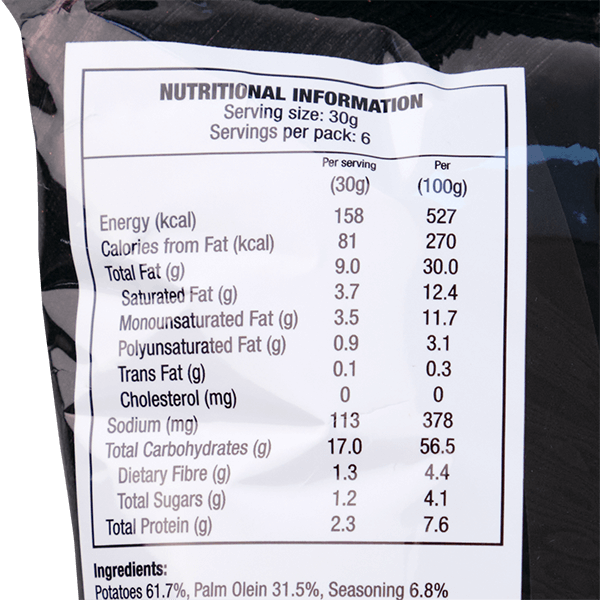 NUTRITIONAL INFORMATION
Serving size: 30g
Servings per pack: 6
Per serving Per
(30g) (100g)
Energy (kcal) 158 527
Calories from Fat (kcal) 81 270
Total Fat (g) 9.0 30.0
Saturated Fat (g) 3.7 12.4
Monounsaturated Fat (g) 3.5 11.7
Polyunsaturated Fat (g) 0.9 3.1
Trans Fat (g) 0.1 0.3
Cholesterol (mg) 0 0
Sodium (mg) 113 378
Total Carbohydrates (g) 17.0 56.5
Dietary Fibre (g) 1.3 4.4
Total Sugars (g) 1.2 4.1
Total Protein (g) 2.3 7.6
Ingredients:
Potatoes 61.7%, Palm Olein 31.5%, Seasoning 6.8%